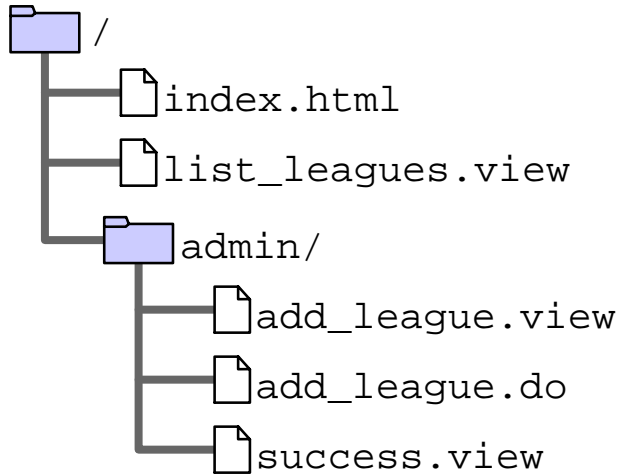 /
index.html
list_leagues.view
admin/
add_league.view
add_league.do
success.view